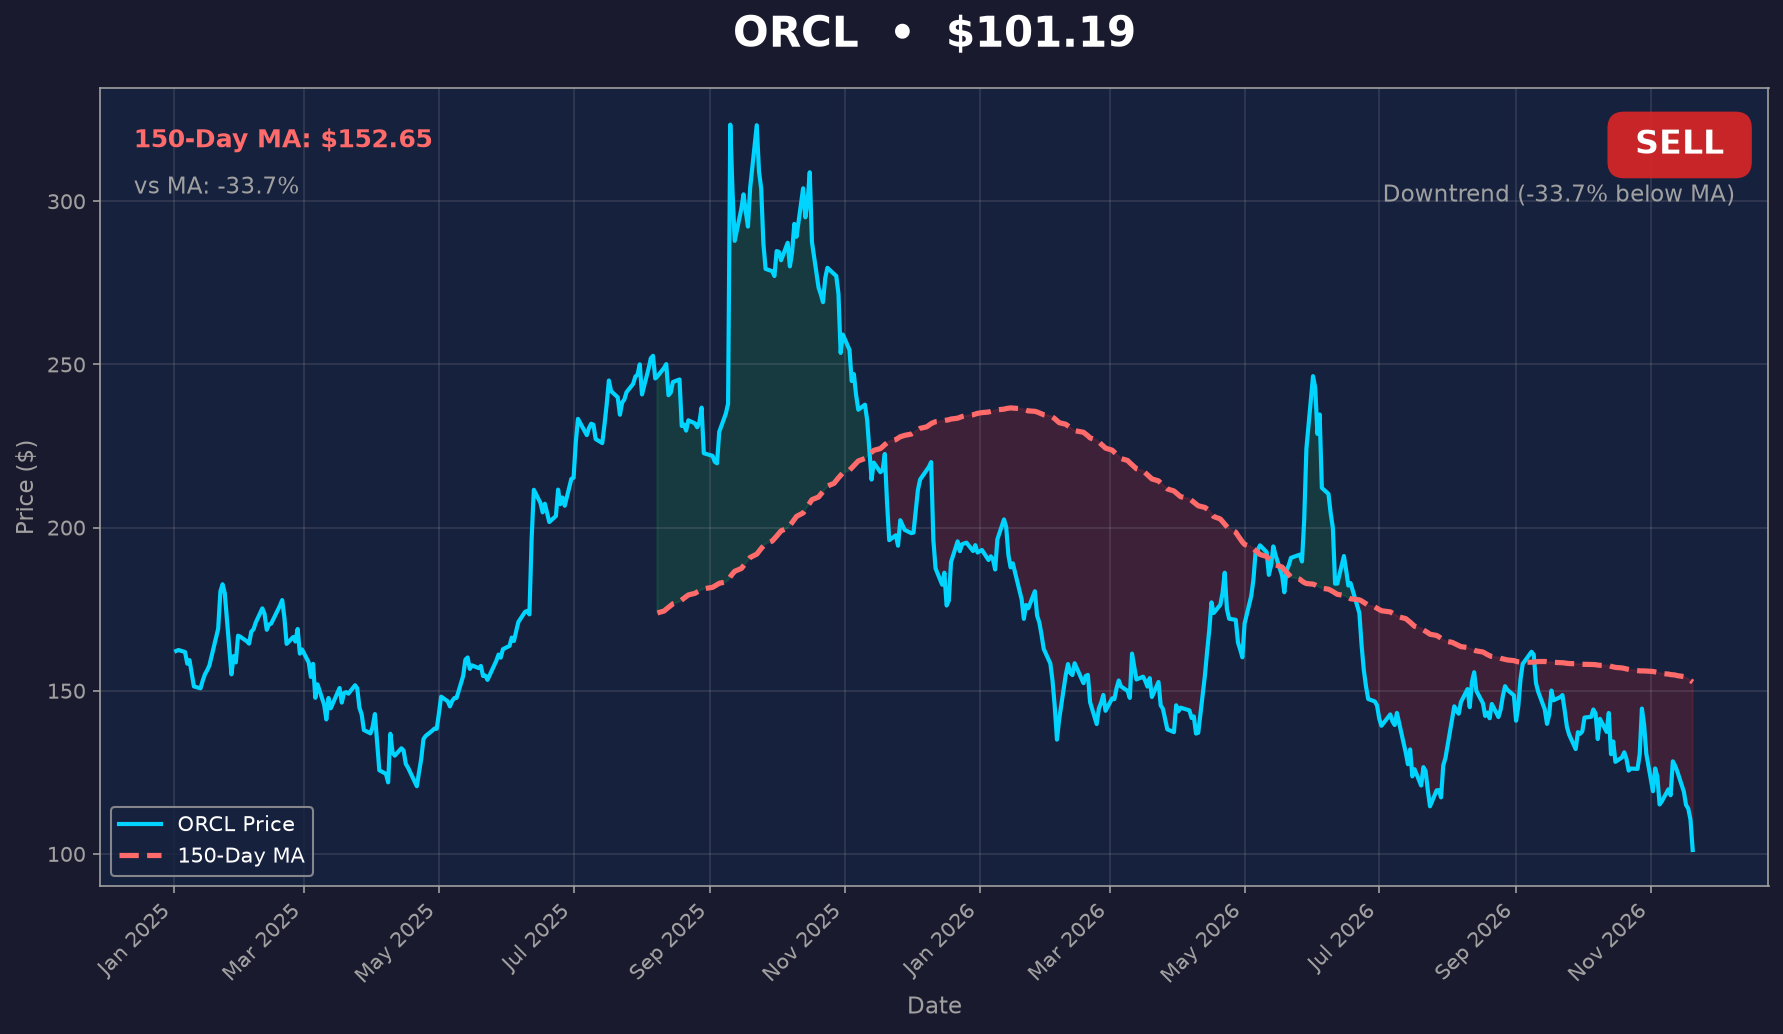 ORCL • $101.19
150-Day MA: $152.65
vs MA: -33.7%
SELL
Downtrend (-33.7% below MA)
Price ($)
300
250
200
150
100
ORCL Price
150-Day MA
Jan 2025
Mar 2025
May 2025
Jul 2025
Sep 2025
Nov 2025
Jan 2026
Mar 2026
May 2026
Jul 2026
Sep 2026
Nov 2026
Date